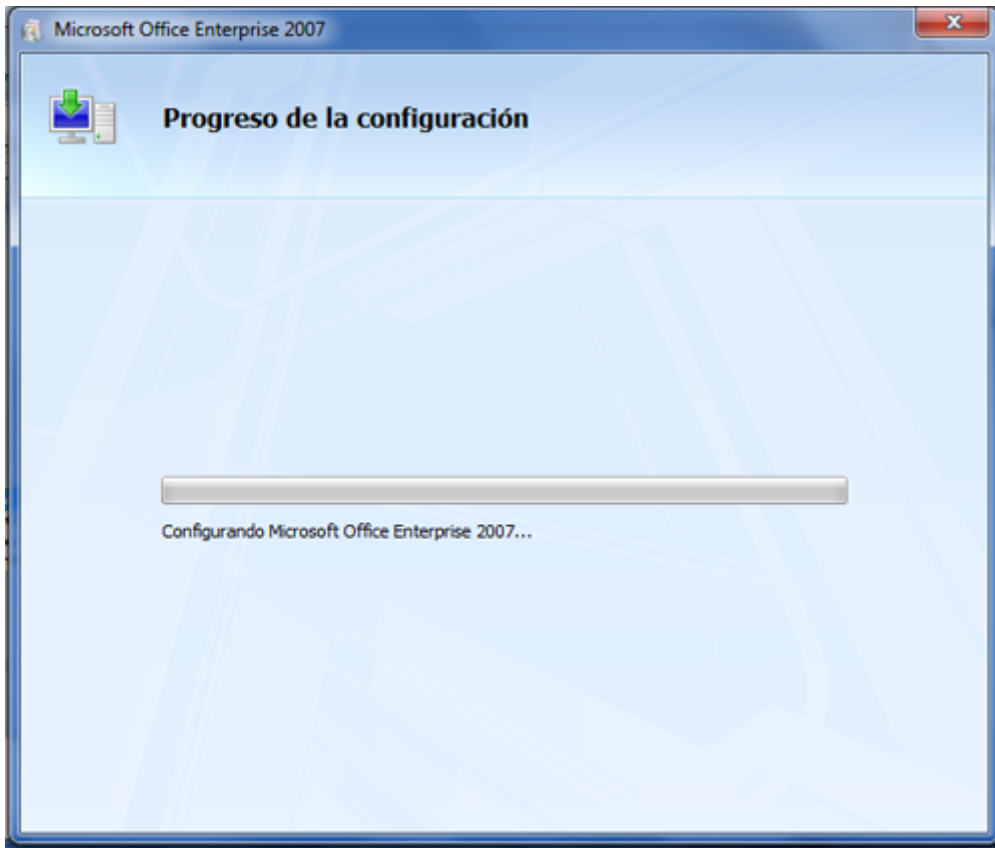 Microsoft Office Enterprise 2007
Progreso de la configuración
Configurando Microsoft Office Enterprise 2007...